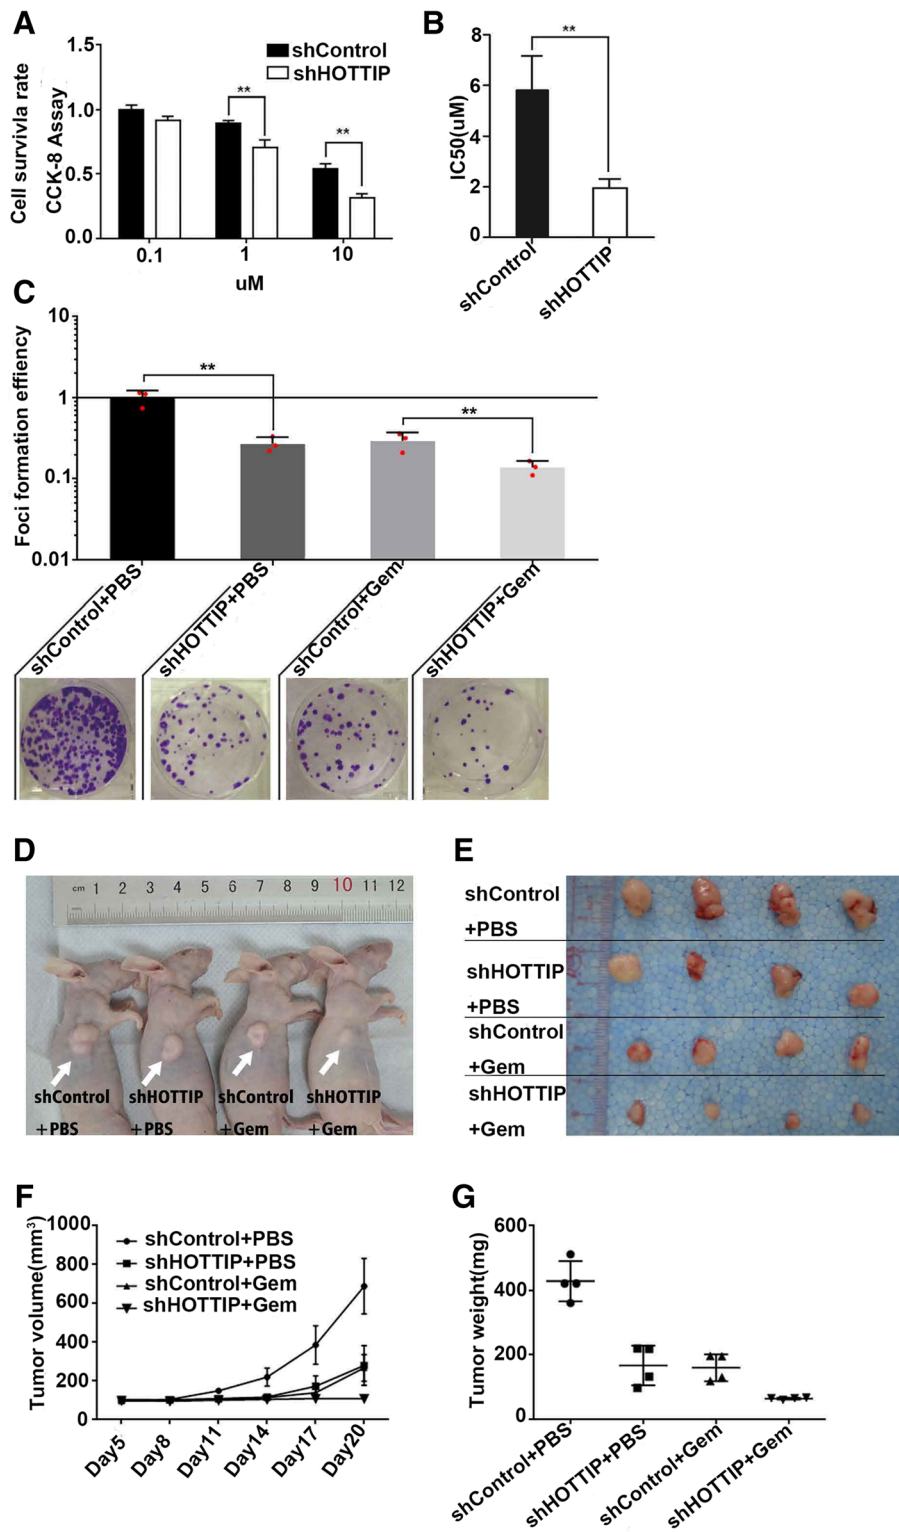 A
Cell survivla rate
CCK-8 Assay
1.5
1.0
0.5
0.0
shControl
shHOTTIP
**
**
0.1
1
10
uM
B
IC50(uM)
8
6
4
2
0
**
shControl
shHOTTIP
C
Foci formation effiency
10
1
0.1
0.01
**
**
shControl+PBS
shHOTTIP+PBS
shControl+Gem
shHOTTIP+Gem
D
cm 1 2 3 4 5 6 7 8 9 10 11 12
shControl
+PBS
shHOTTIP
+PBS
shControl
+Gem
shHOTTIP
+Gem
E
shControl
+PBS
shHOTTIP
+PBS
shControl
+Gem
shHOTTIP
+Gem
F
Tumor volume(mm³)
1000
800
600
400
200
0
shControl+PBS
shHOTTIP+PBS
shControl+Gem
shHOTTIP+Gem
Day5
Day8
Day11
Day14
Day17
Day20
G
Tumor weight(mg)
600
400
200
0
shControl+PBS
shHOTTIP+PBS
shControl+Gem
shHOTTIP+Gem